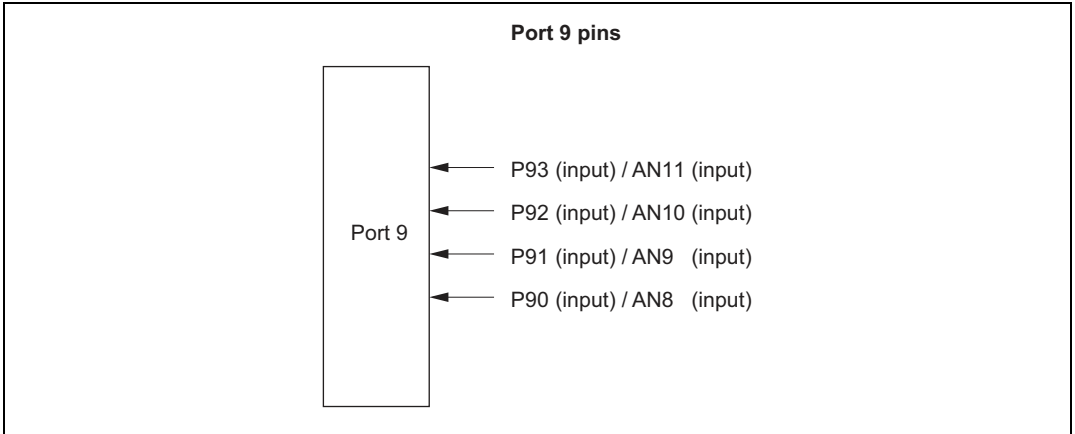 Port 9 pins
P93 (input) / AN11 (input)
P92 (input) / AN10 (input)
Port 9
P91 (input) / AN9 (input)
P90 (input) / AN8 (input)